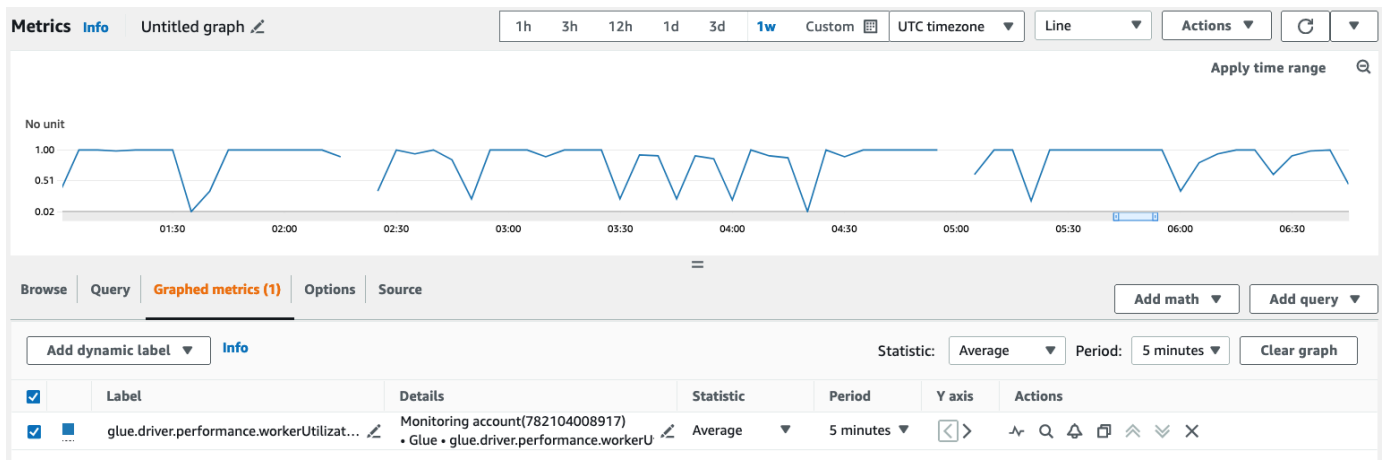 Metrics Info Untitled graph 1h 3h 12h 1d 3d 1w Custom UTC timezone Line Actions
Apply time range
No unit
1.00
0.51
0.02
01:30 02:00 02:30 03:00 03:30 04:00 04:30 05:00 05:30 06:00 06:30
Browse Query Graphed metrics (1) Options Source
Add math Add query
Add dynamic label Info Statistic: Average Period: 5 minutes Clear graph
Label Details Statistic Period Y axis Actions
glue.driver.performance.workerUtilizat... Monitoring account(782104008917) Average 5 minutes
• Glue • glue.driver.performance.workerU